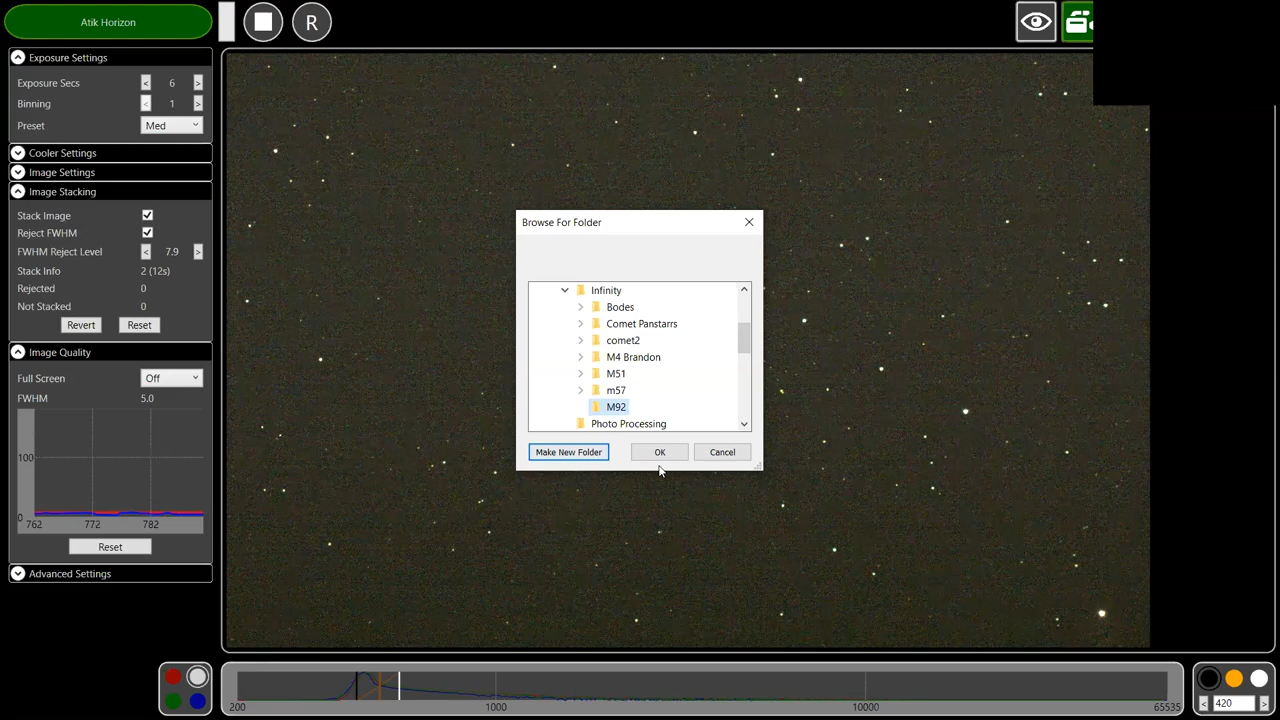 Atik Horizon
R
Exposure Settings
Exposure Secs < 6 >
Binning < 1 >
Preset Med
Cooler Settings
Image Settings
Image Stacking
Stack Image
Reject FWHM
FWHM Reject Level < 7.9 >
Stack Info 2 (12s)
Rejected 0
Not Stacked 0
Revert Reset
Image Quality
Full Screen Off
FWHM 5.0
100
0
762 772 782
Reset
Advanced Settings
Browse For Folder
Infinity
Bodes
Comet Panstarrs
comet2
M4 Brandon
M51
m57
M92
Photo Processing
Make New Folder OK Cancel
200 1000 10000 65535
< 420 >